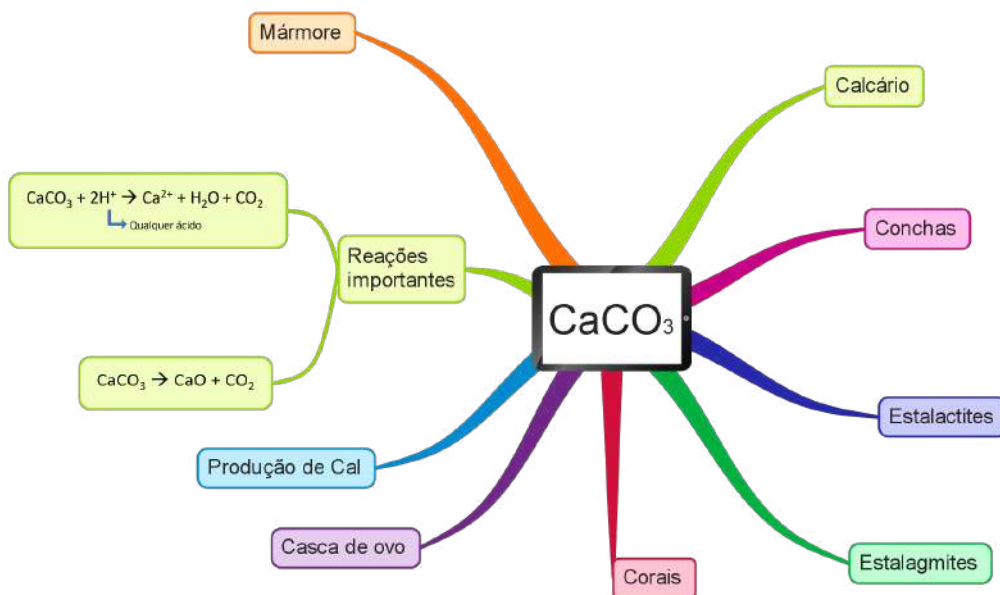 Mármore
Calcário
CaCO₃ + 2H⁺ → Ca²⁺ + H₂O + CO₂
Qualquer ácido
Conchas
Reações
importantes
CaCO₃
CaCO₃ → CaO + CO₂
Estalactites
Produção de Cal
Casca de ovo
Estalagmites
Corais